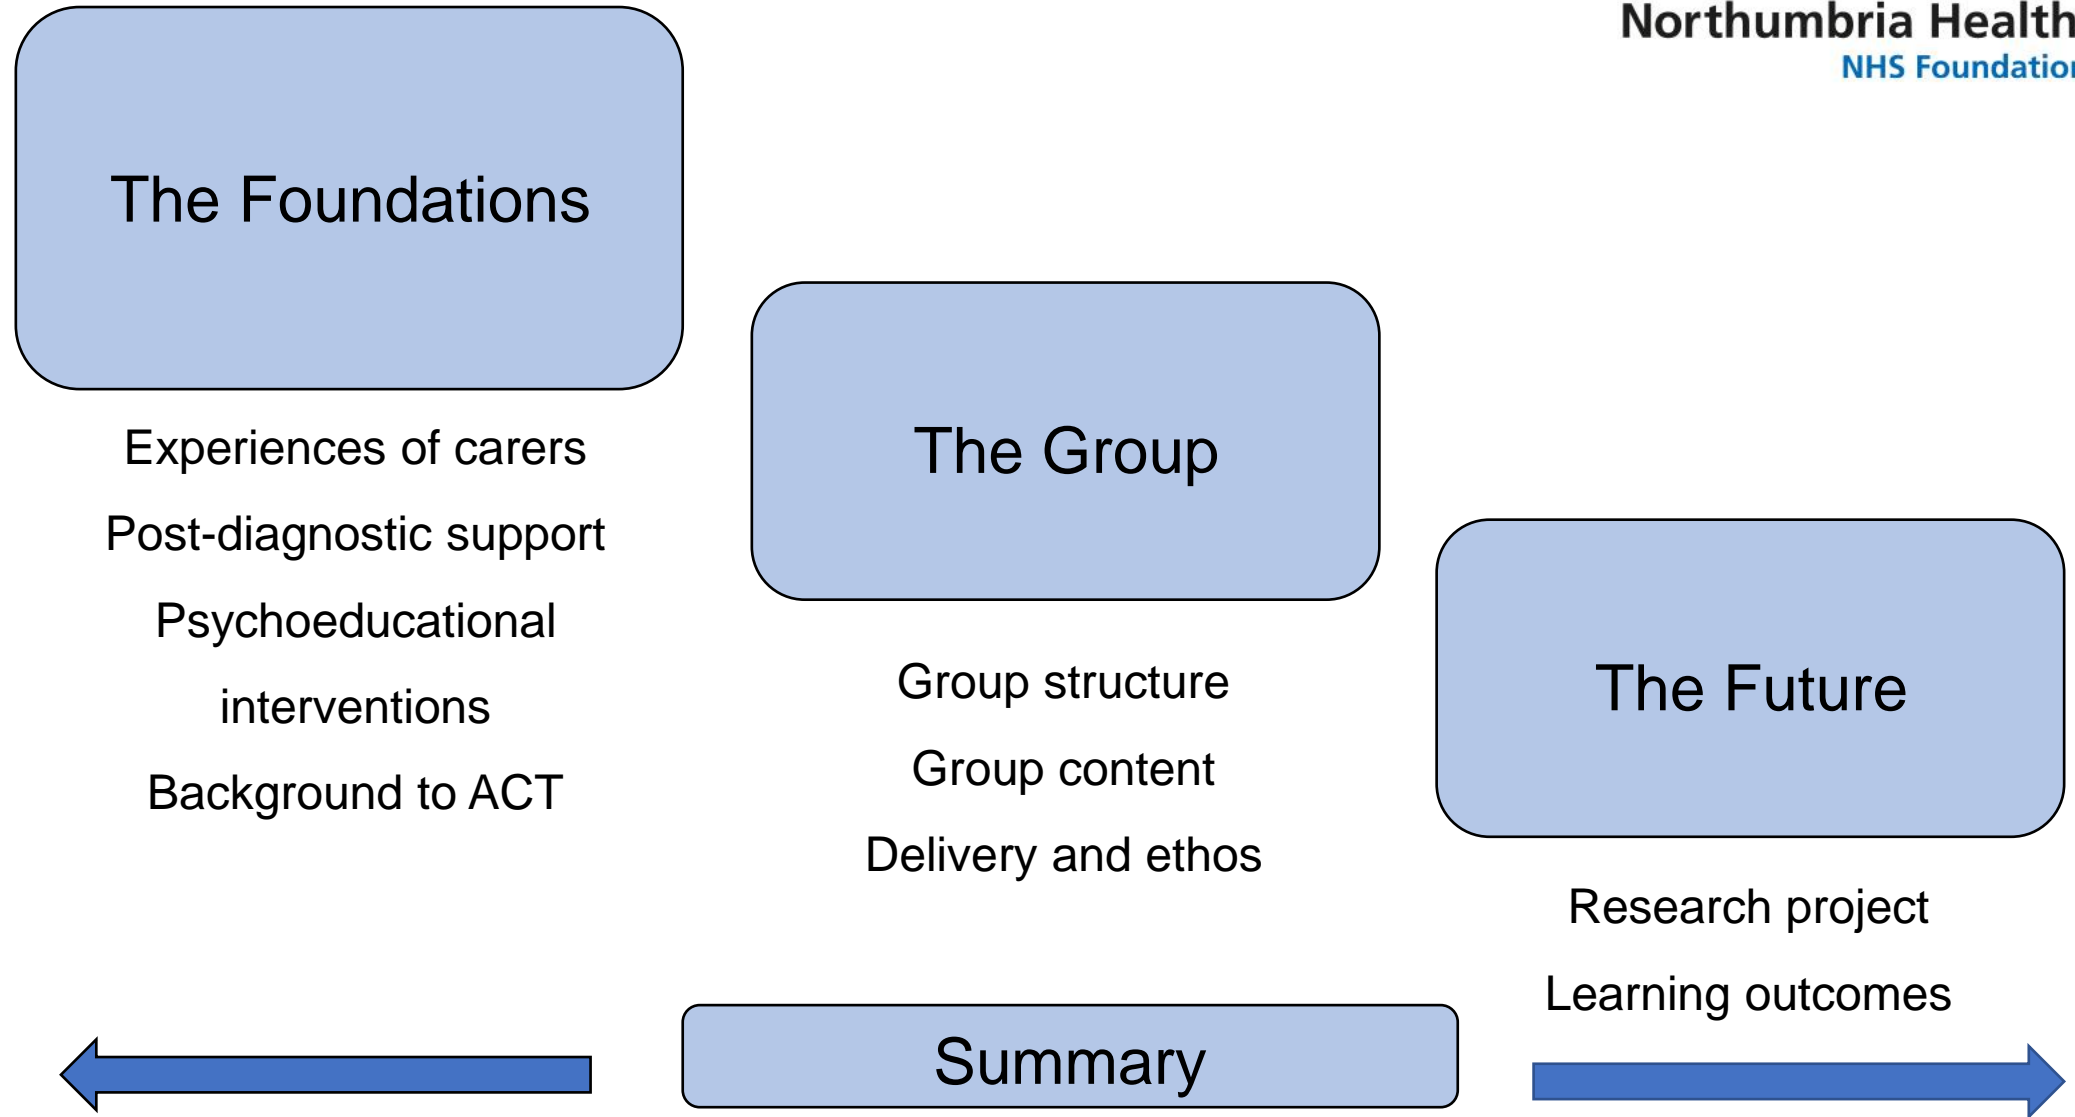 Northumbria Health
NHS Foundation
The Foundations
Experiences of carers
Post-diagnostic support
Psychoeducational
interventions
Background to ACT
The Group
Group structure
Group content
Delivery and ethos
The Future
Research project
Learning outcomes
Summary